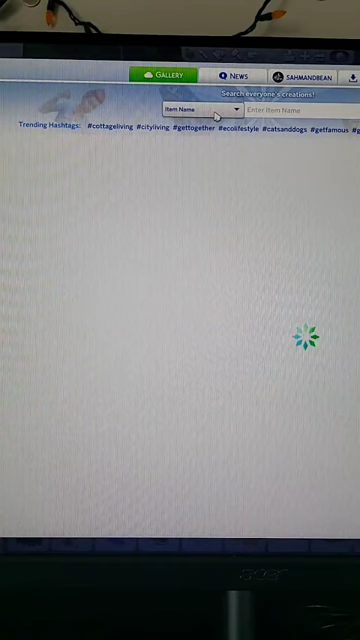 GALLERY NEWS SAHMANDBEAN
Search everyone's creations!
Item Name Enter Item Name
Trending Hashtags: #cottageliving #cityliving #gettogether #ecolifestyle #catsanddogs #getfamous #g
acer